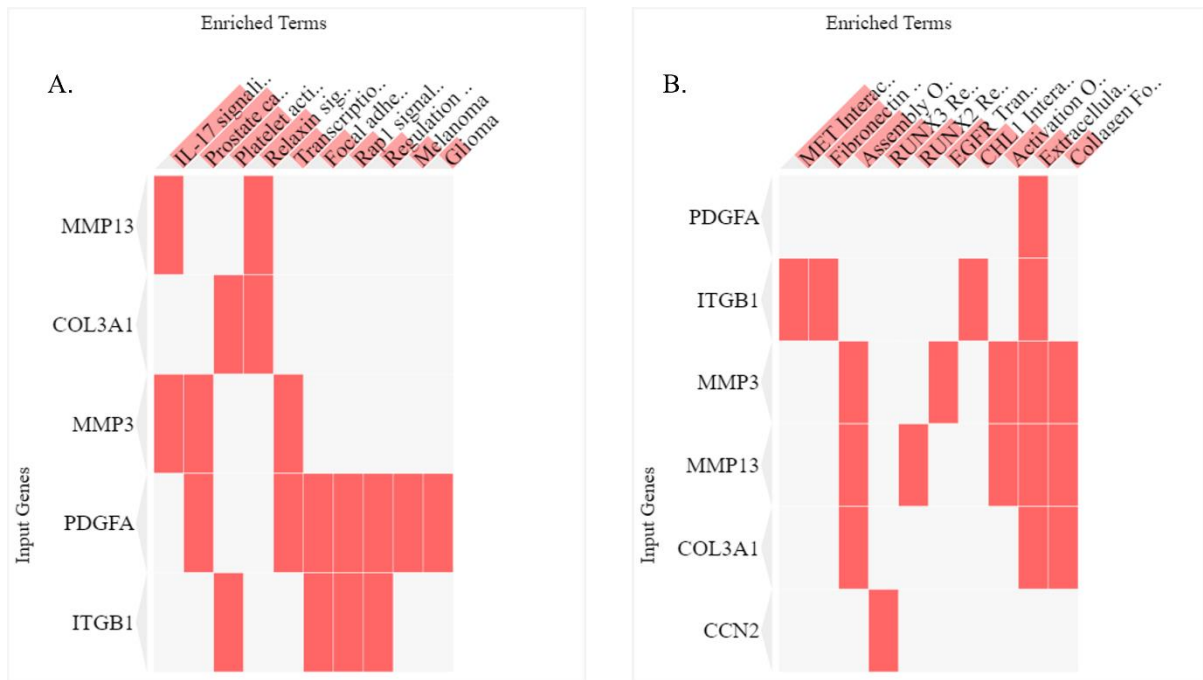 Enriched Terms
A.
IL-17 signali..
Prostate ca..
Platelet acti..
Relaxin sig..
Transcriptio..
Focal adhe..
Rap1 signal..
Regulation ..
Melanoma
Glioma
MMP13
COL3A1
MMP3
PDGFA
ITGB1
Input Genes
Enriched Terms
B.
MET Interac..
Fibronectin ..
Assembly O..
RUNX3 Re..
RUNX2 Re..
EGFR Tran..
CHL1 Intera..
Activation O..
Extracellula..
Collagen Fo..
PDGFA
ITGB1
MMP3
MMP13
COL3A1
CCN2
Input Genes